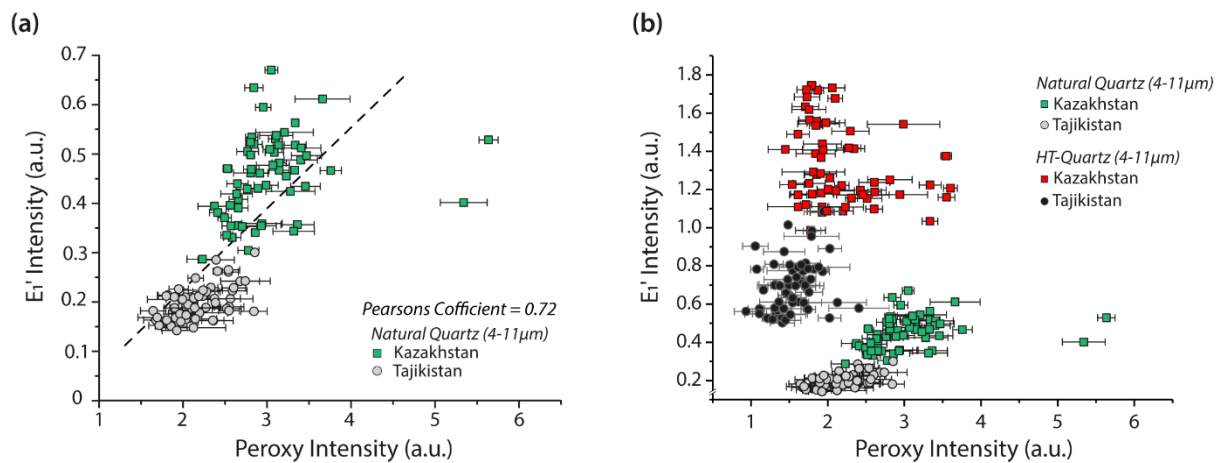 (a)
0.7
0.6
0.5
0.4
0.3
0.2
0.1
0
E₁' Intensity (a.u.)
Pearsons Cofficient = 0.72
Natural Quartz (4-11µm)
Kazakhstan
Tajikistan
1 2 3 4 5 6
Peroxy Intensity (a.u.)
(b)
1.8
1.6
1.4
1.2
1.0
0.8
0.6
0.4
0.2
E₁' Intensity (a.u.)
Natural Quartz (4-11µm)
Kazakhstan
Tajikistan
HT-Quartz (4-11µm)
Kazakhstan
Tajikistan
1 2 3 4 5 6
Peroxy Intensity (a.u.)